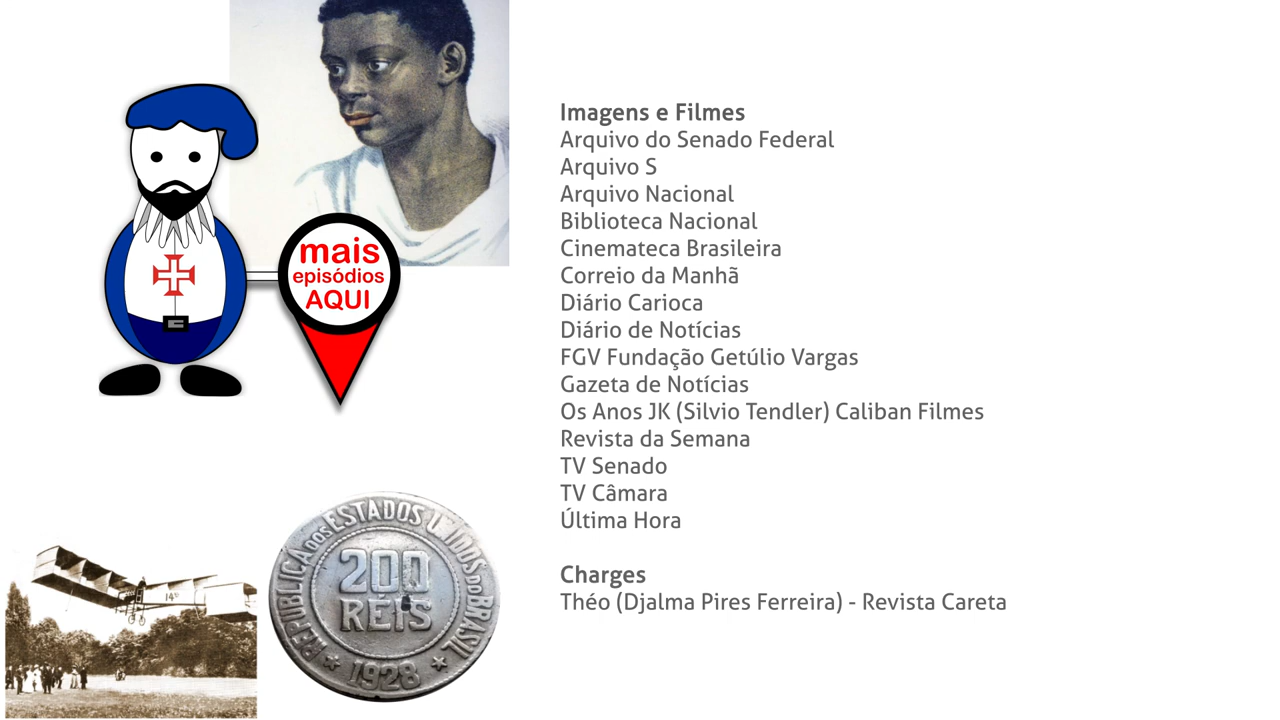 mais
episódios
AQUI
Imagens e Filmes
Arquivo do Senado Federal
Arquivo S
Arquivo Nacional
Biblioteca Nacional
Cinemateca Brasileira
Correio da Manhã
Diário Carioca
Diário de Notícias
FGV Fundação Getúlio Vargas
Gazeta de Notícias
Os Anos JK (Silvio Tendler) Caliban Filmes
Revista da Semana
TV Senado
TV Câmara
Última Hora
Charges
Théo (Djalma Pires Ferreira) - Revista Careta
14
REPUBLICA DOS ESTADOS UNIDOS DO BRASIL
200
RÉIS
1928